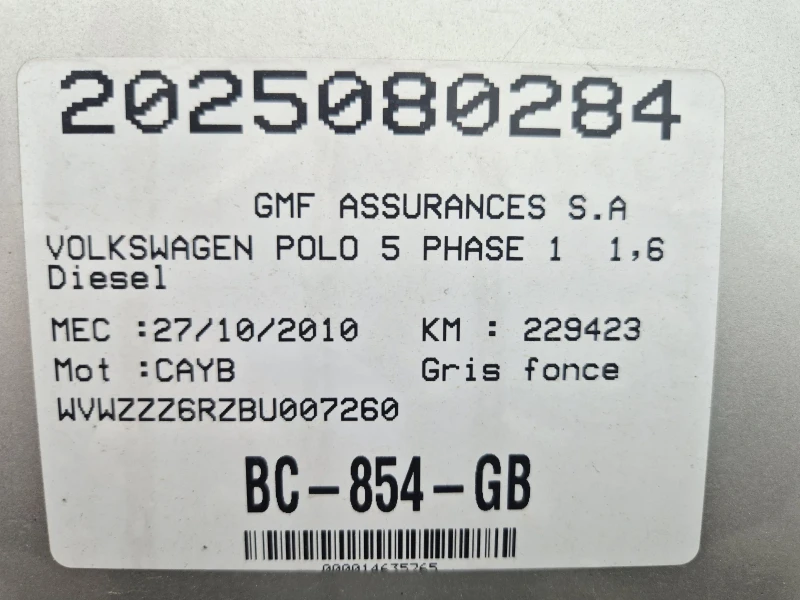 2025080284
GMF ASSURANCES S.A
VOLKSWAGEN POLO 5 PHASE 1 1,6
Diesel
MEC :27/10/2010 KM : 229423
Mot :CAYB Gris fonce
WVWZZZ6RZBU007260
BC-854-GB
000014635765